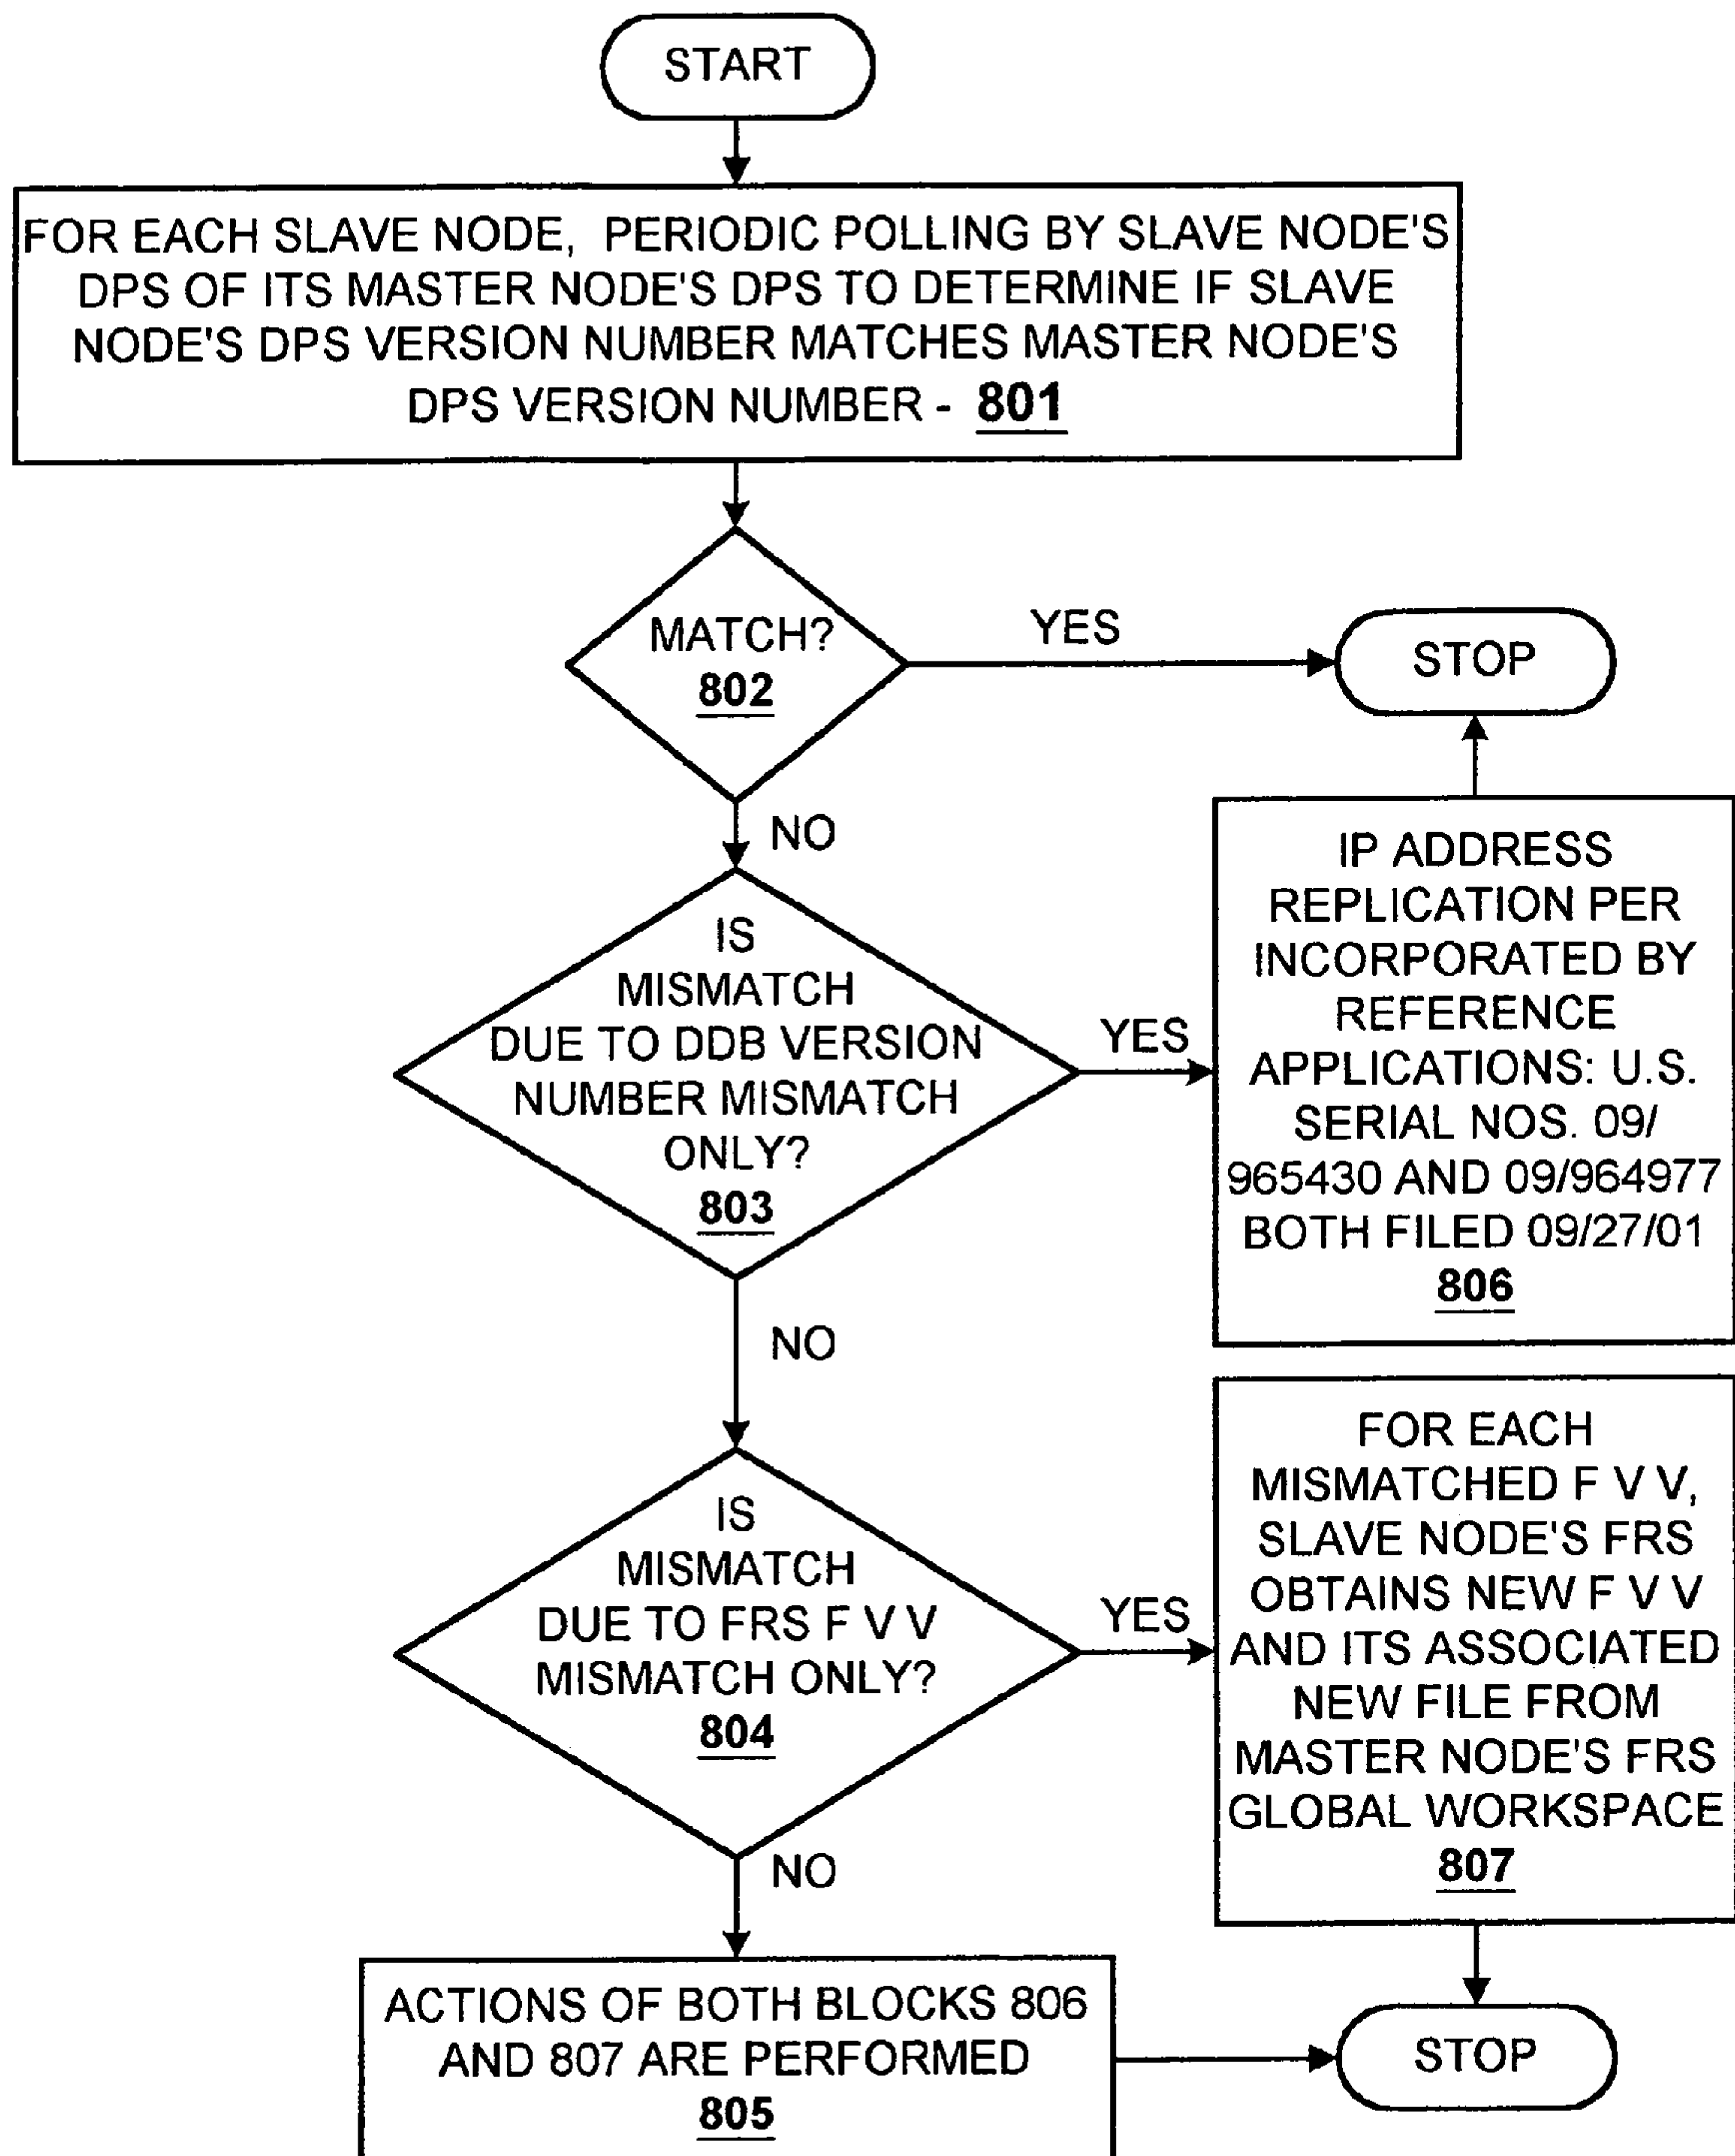 START
FOR EACH SLAVE NODE, PERIODIC POLLING BY SLAVE NODE'S
DPS OF ITS MASTER NODE'S DPS TO DETERMINE IF SLAVE
NODE'S DPS VERSION NUMBER MATCHES MASTER NODE'S
DPS VERSION NUMBER - 801
MATCH?
802
YES
STOP
NO
IS
MISMATCH
DUE TO DDB VERSION
NUMBER MISMATCH
ONLY?
803
YES
IP ADDRESS
REPLICATION PER
INCORPORATED BY
REFERENCE
APPLICATIONS: U.S.
SERIAL NOS. 09/
965430 AND 09/964977
BOTH FILED 09/27/01
806
NO
IS
MISMATCH
DUE TO FRS F V V
MISMATCH ONLY?
804
YES
FOR EACH
MISMATCHED F V V,
SLAVE NODE'S FRS
OBTAINS NEW F V V
AND ITS ASSOCIATED
NEW FILE FROM
MASTER NODE'S FRS
GLOBAL WORKSPACE
807
NO
ACTIONS OF BOTH BLOCKS 806
AND 807 ARE PERFORMED
805
STOP